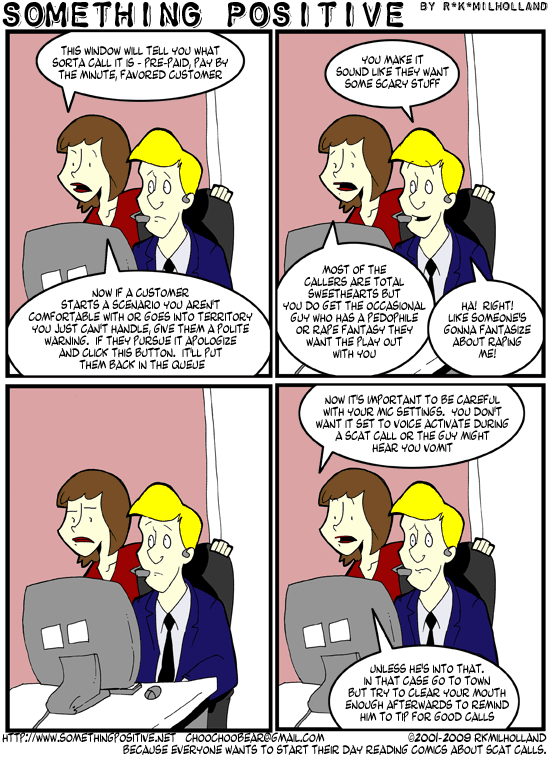 SOMETHING POSITIVE BY R*K*MILHOLLAND
THIS WINDOW WILL TELL YOU WHAT
SORTA CALL IT IS - PRE-PAID, PAY BY
THE MINUTE, FAVORED CUSTOMER
NOW IF A CUSTOMER
STARTS A SCENARIO YOU AREN'T
COMFORTABLE WITH OR GOES INTO TERRITORY
YOU JUST CAN'T HANDLE, GIVE THEM A POLITE
WARNING. IF THEY PURSUE IT APOLOGIZE
AND CLICK THIS BUTTON. IT'LL PUT
THEM BACK IN THE QUEUE
YOU MAKE IT
SOUND LIKE THEY WANT
SOME SCARY STUFF
MOST OF THE
CALLERS ARE TOTAL
SWEETHEARTS BUT
YOU DO GET THE OCCASIONAL
GUY WHO HAS A PEDOPHILE
OR RAPE FANTASY THEY
WANT THE PLAY OUT
WITH YOU
HA! RIGHT!
LIKE SOMEONE'S
GONNA FANTASIZE
ABOUT RAPING
ME!
NOW IT'S IMPORTANT TO BE CAREFUL
WITH YOUR MIC SETTINGS. YOU DON'T
WANT IT SET TO VOICE ACTIVATE DURING
A SCAT CALL OR THE GUY MIGHT
HEAR YOU VOMIT
UNLESS HE'S INTO THAT.
IN THAT CASE GO TO TOWN
BUT TRY TO CLEAR YOUR MOUTH
ENOUGH AFTERWARDS TO REMIND
HIM TO TIP FOR GOOD CALLS
HTTP://WWW.SOMETHINGPOSITIVE.NET CHOOCHOOBEAR@GMAIL.COM ©2001-2009 RKMILHOLLAND
BECAUSE EVERYONE WANTS TO START THEIR DAY READING COMICS ABOUT SCAT CALLS.